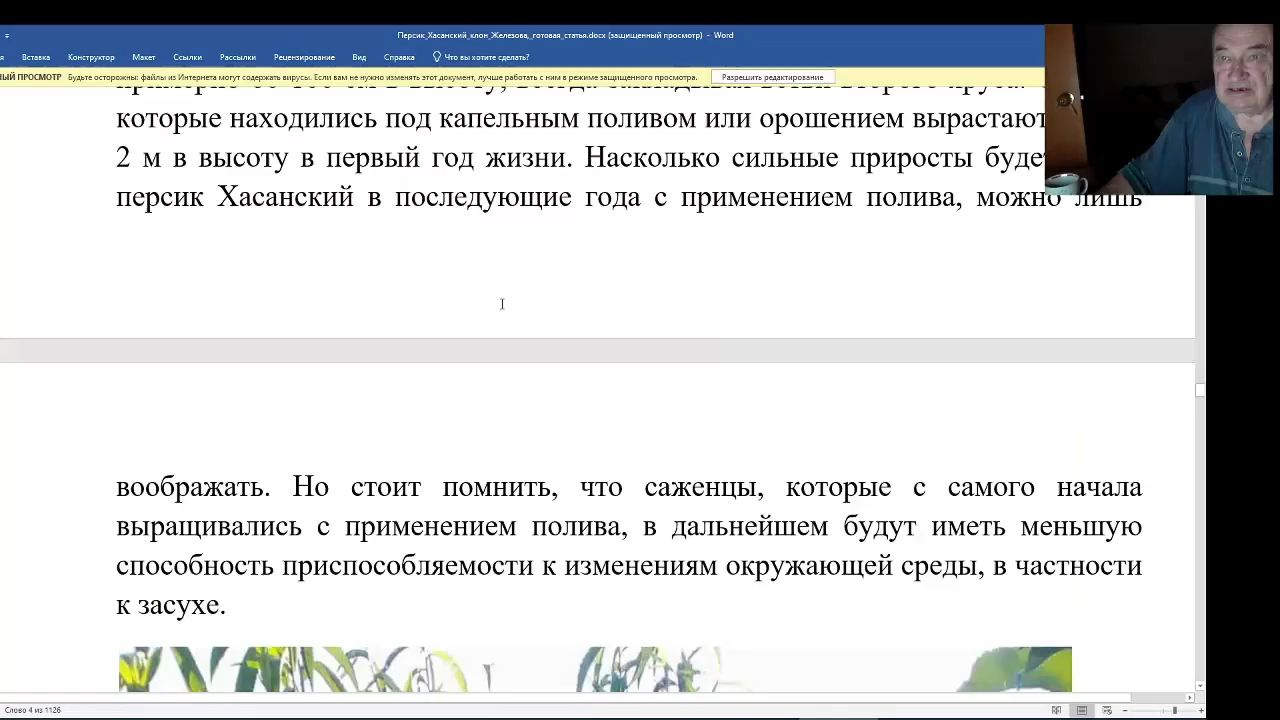 Персик_Хасанский_клон_Железова,_готовая_статья.docx (защищенный просмотр) - Word
Вставка Конструктор Макет Ссылки Рассылки Рецензирование Вид Справка Что вы хотите сделать?
ЫЙ ПРОСМОТР Будьте осторожны: файлы из Интернета могут содержать вирусы. Если вам не нужно изменять этот документ, лучше работать с ним в режиме защищенного просмотра. Разрешить редактирование
которые находились под капельным поливом или орошением вырастают
2 м в высоту в первый год жизни. Насколько сильные приросты будет
персик Хасанский в последующие года с применением полива, можно лишь
воображать. Но стоит помнить, что саженцы, которые с самого начала
выращивались с применением полива, в дальнейшем будут иметь меньшую
способность приспособляемости к изменениям окружающей среды, в частности
к засухе.
Слово 4 из 1126